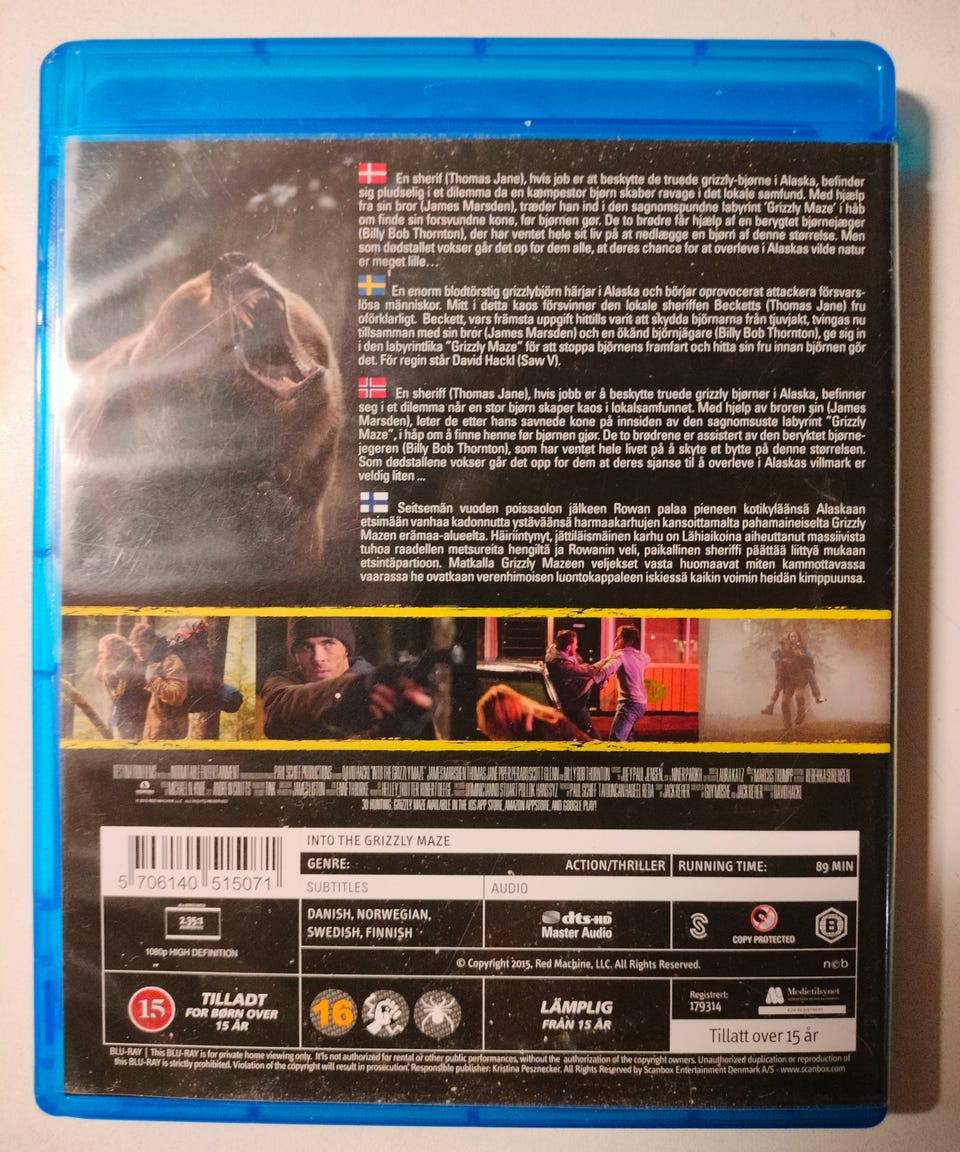 En sherif (Thomas Jane), hvis job er at beskytte de truede grizzly-bjørne i Alaska, befinder
sig pludselig i et dilemma da en kæmpestor bjørn skaber ravage i det lokale samfund. Med hjælp
fra sin bror (James Marsden), træder han ind i den sagnomspundne labyrint 'Grizzly Maze' i håb
om finde sin forsvundne kone, før bjørnen gør. De to brødre får hjælp af en berygtet bjørnejæger
(Billy Bob Thornton), der har ventet hele sit liv på at nedlægge en bjørn af denne størrelse. Men
som dødstallet vokser går det op for dem alle, at deres chance for at overleve i Alaskas vilde natur
er meget lille…
En enorm blodtörstig grizzlybjörn härjar i Alaska och börjar oprovocerat attackera försvars-
lösa människor. Mitt i detta kaos försvinner den lokale sheriffen Becketts (Thomas Jane) fru
oförklarligt. Beckett, vars främsta uppgift hittills varit att skydda björnarna från tjuvjakt, tvingas nu
tillsamman med sin bror (James Marsden) och en ökänd björnjägare (Billy Bob Thornton), ge sig in
i den labyrintlika "Grizzly Maze" för att stoppa björnens framfart och hitta sin fru innan björnen gör
det. För regin står David Hackl (Saw V).
En sheriff (Thomas Jane), hvis jobb er å beskytte truede grizzly bjørner i Alaska, befinner
seg i et dilemma når en stor bjørn skaper kaos i lokalsamfunnet. Med hjelp av broren sin (James
Marsden), leter de etter hans savnede kone på innsiden av den sagnomsuste labyrint "Grizzly
Maze", i håp om å finne henne før bjørnen gjør. De to brødrene er assistert av den beryktet bjørne-
jegeren (Billy Bob Thornton), som har ventet hele livet på å skyte et bytte på denne størrelsen.
Som dødstallene vokser går det opp for dem at deres sjanse til å overleve i Alaskas villmark er
veldig liten ...
Seitsemän vuoden poissaolon jälkeen Rowan palaa pieneen kotikyläänsä Alaskaan
etsimään vanhaa kadonnutta ystäväänsä harmaakarhujen kansoittamalta pahamaineiselta Grizzly
Mazen erämaa-alueelta. Häiriintynyt, jättiläismäinen karhu on Lähiaikoina aiheuttanut massiivista
tuhoa raadellen metsureita hengiltä ja Rowanin veli, paikallinen sheriffi päättää liittyä mukaan
etsintäpartioon. Matkalla Grizzly Mazeen veljekset vasta huomaavat miten kammottavassa
vaarassa he ovatkaan verenhimoisen luontokappaleen iskiessä kaikin voimin heidän kimppuunsa.
3D HUNTING: GRIZZLY MAZE AVAILABLE IN THE IOS APP STORE, AMAZON APPSTORE, AND GOOGLE PLAY!
5 706140 515071
INTO THE GRIZZLY MAZE
GENRE: ACTION/THRILLER RUNNING TIME: 89 MIN
SUBTITLES AUDIO
2.35:1
1080p HIGH DEFINITION
DANISH, NORWEGIAN,
SWEDISH, FINNISH
dts-HD
Master Audio
S
COPY PROTECTED
B
© Copyright 2015, Red Machine, LLC. All Rights Reserved.
ncb
15
TILLADT
FOR BØRN OVER
15 ÅR
16
LÄMPLIG
FRÅN 15 ÅR
Registrert:
179314
Medietilsynet
Tillatt over 15 år
BLU-RAY | This BLU-RAY is for private home viewing only. It is not authorized for rental or other public performances, without the authorization of the copyright owners. Unauthorized duplication or reproduction of
this BLU-RAY is strictly prohibited. Violation of the copyright will result in prosecution. Responsible publisher: Kristina Pesznecker. All Rights Reserved by Scanbox Entertainment Denmark A/S - www.scanbox.com